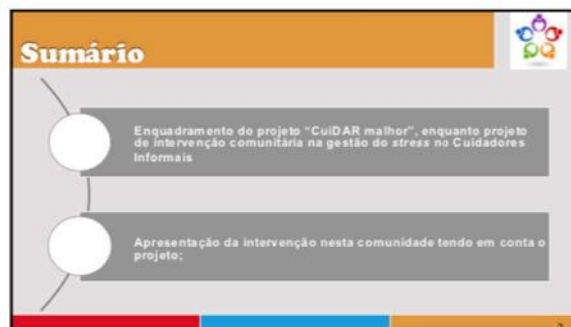 Sumário
Enquadramento do projeto “CuiDAR malhor”, enquanto projeto
de intervenção comunitária na gestão do stress no Cuidadores
Informais
Apresentação da intervenção nesta comunidade tendo em conta o
projeto;